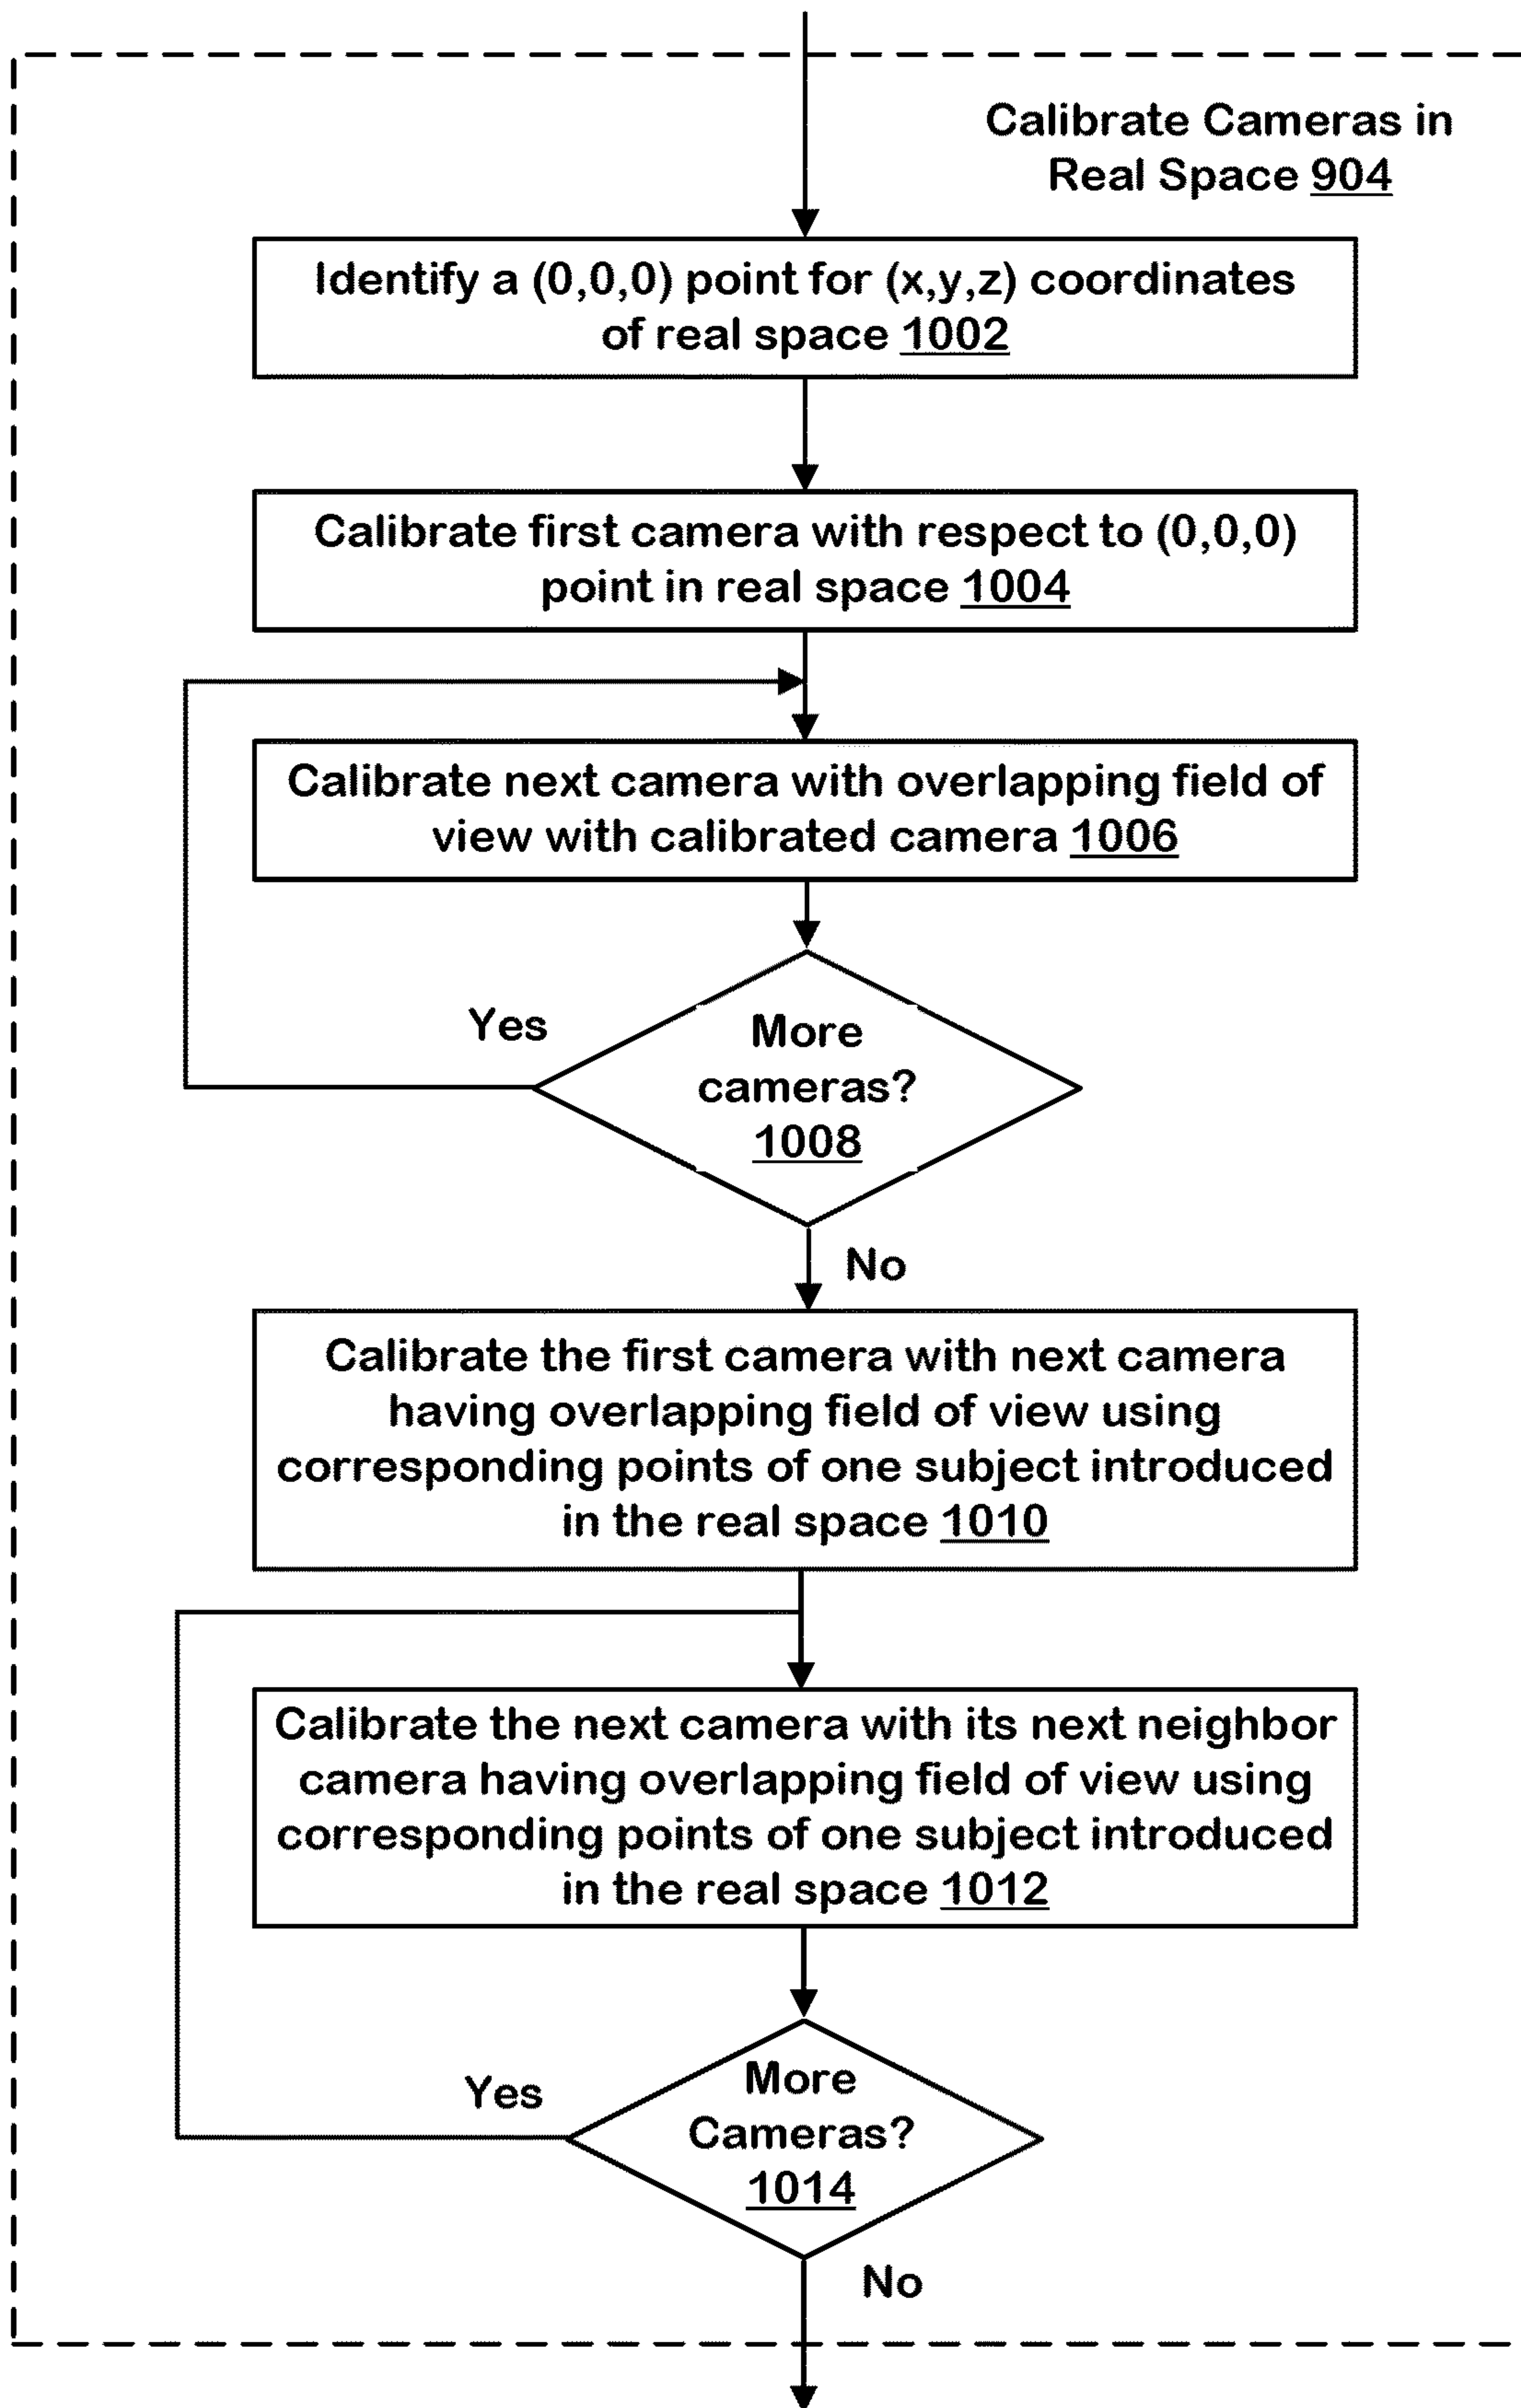 Calibrate Cameras in
Real Space 904
Identify a (0,0,0) point for (x,y,z) coordinates
of real space 1002
Calibrate first camera with respect to (0,0,0)
point in real space 1004
Calibrate next camera with overlapping field of
view with calibrated camera 1006
Yes
More
cameras?
1008
No
Calibrate the first camera with next camera
having overlapping field of view using
corresponding points of one subject introduced
in the real space 1010
Calibrate the next camera with its next neighbor
camera having overlapping field of view using
corresponding points of one subject introduced
in the real space 1012
Yes
More
Cameras?
1014
No